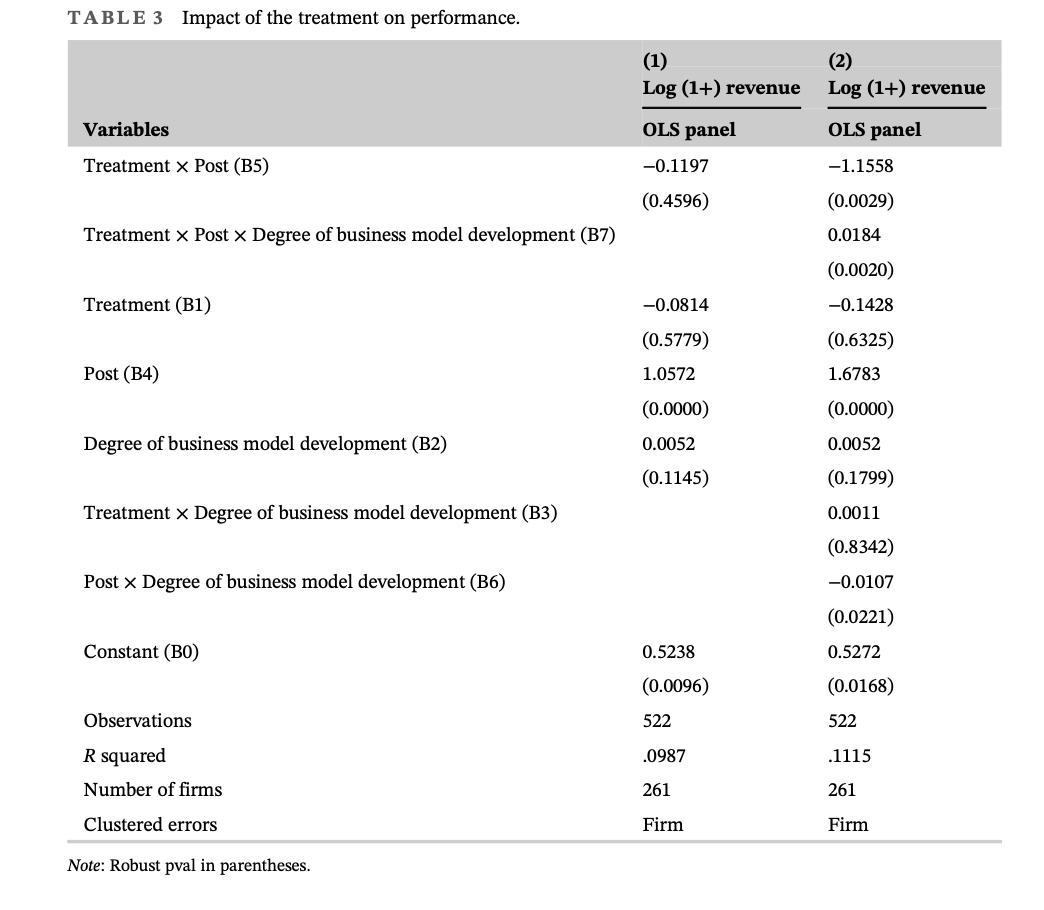 TABLE 3 Impact of the treatment on performance.
(1) (2)
Log (1+) revenue Log (1+) revenue
Variables OLS panel OLS panel
Treatment × Post (B5) −0.1197 −1.1558
(0.4596) (0.0029)
Treatment × Post × Degree of business model development (B7) 0.0184
(0.0020)
Treatment (B1) −0.0814 −0.1428
(0.5779) (0.6325)
Post (B4) 1.0572 1.6783
(0.0000) (0.0000)
Degree of business model development (B2) 0.0052 0.0052
(0.1145) (0.1799)
Treatment × Degree of business model development (B3) 0.0011
(0.8342)
Post × Degree of business model development (B6) −0.0107
(0.0221)
Constant (B0) 0.5238 0.5272
(0.0096) (0.0168)
Observations 522 522
R squared .0987 .1115
Number of firms 261 261
Clustered errors Firm Firm
Note: Robust pval in parentheses.